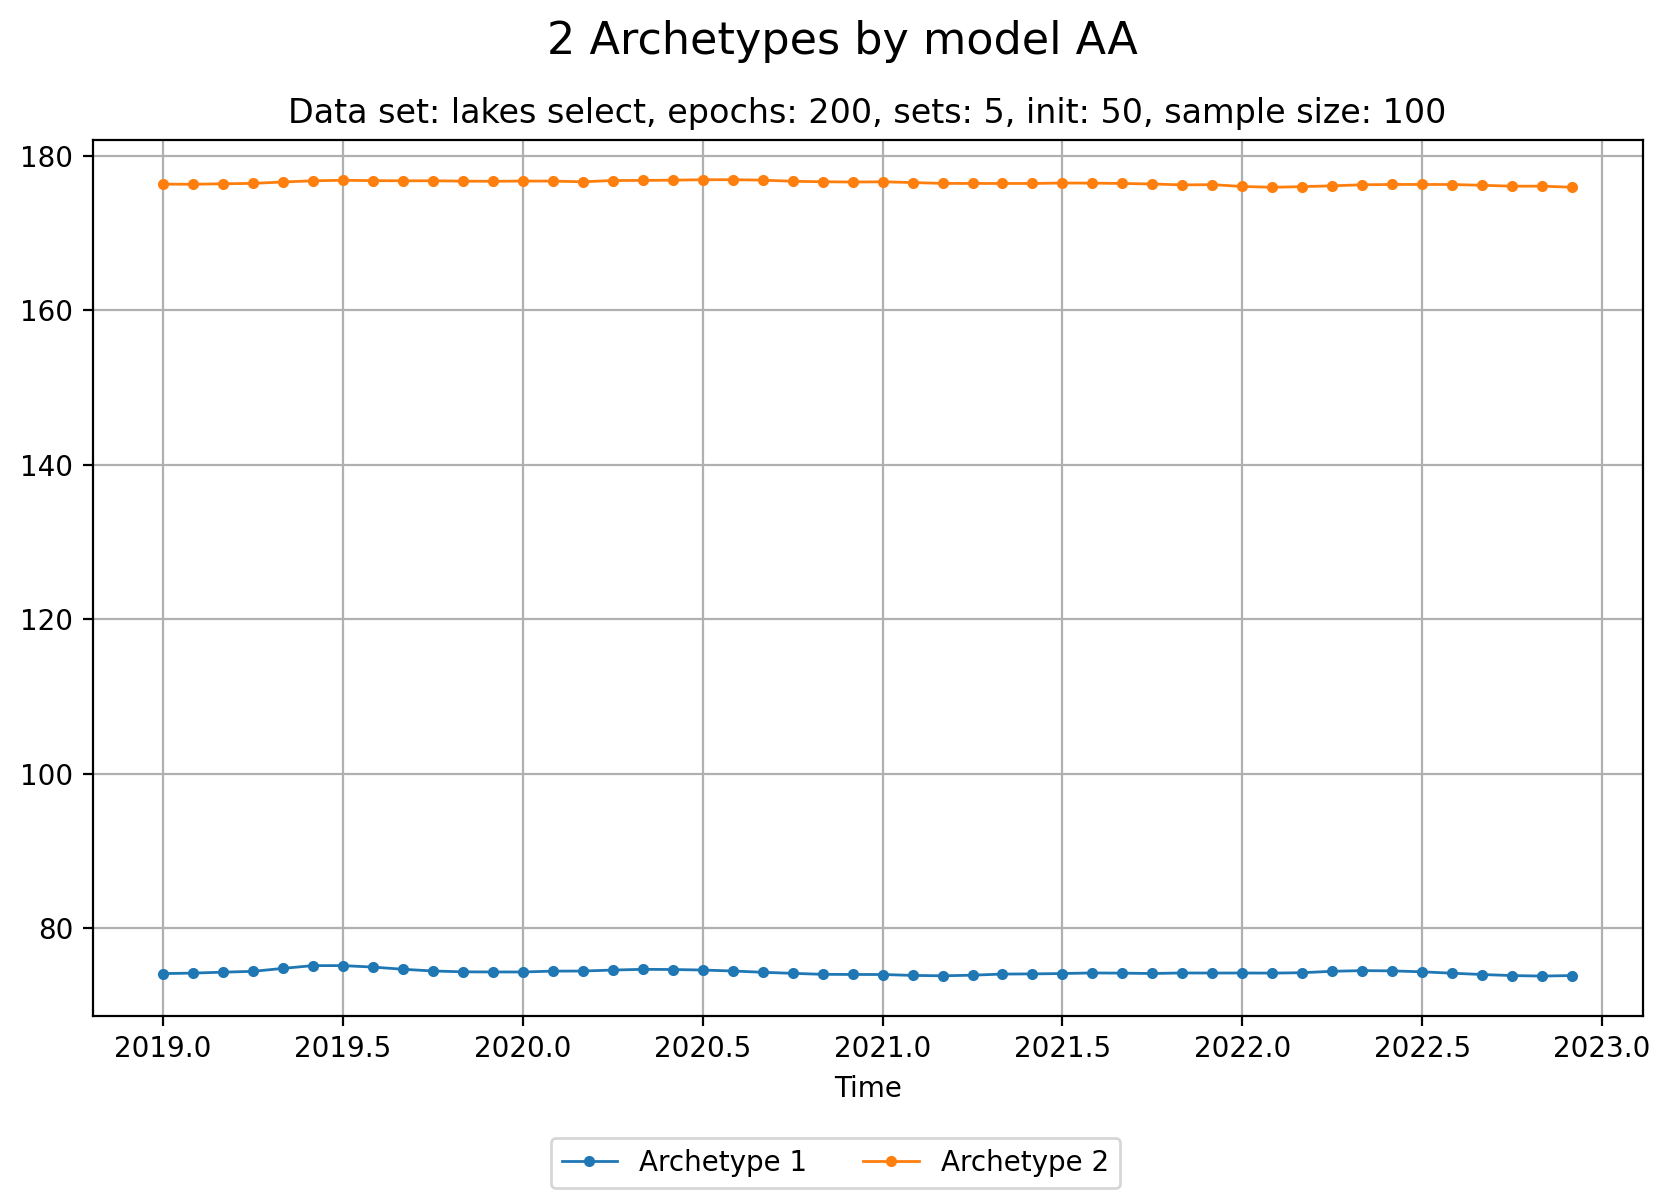 2 Archetypes by model AA
Data set: lakes select, epochs: 200, sets: 5, init: 50, sample size: 100
180
160
140
120
100
80
2019.0 2019.5 2020.0 2020.5 2021.0 2021.5 2022.0 2022.5 2023.0
Time
Archetype 1 Archetype 2